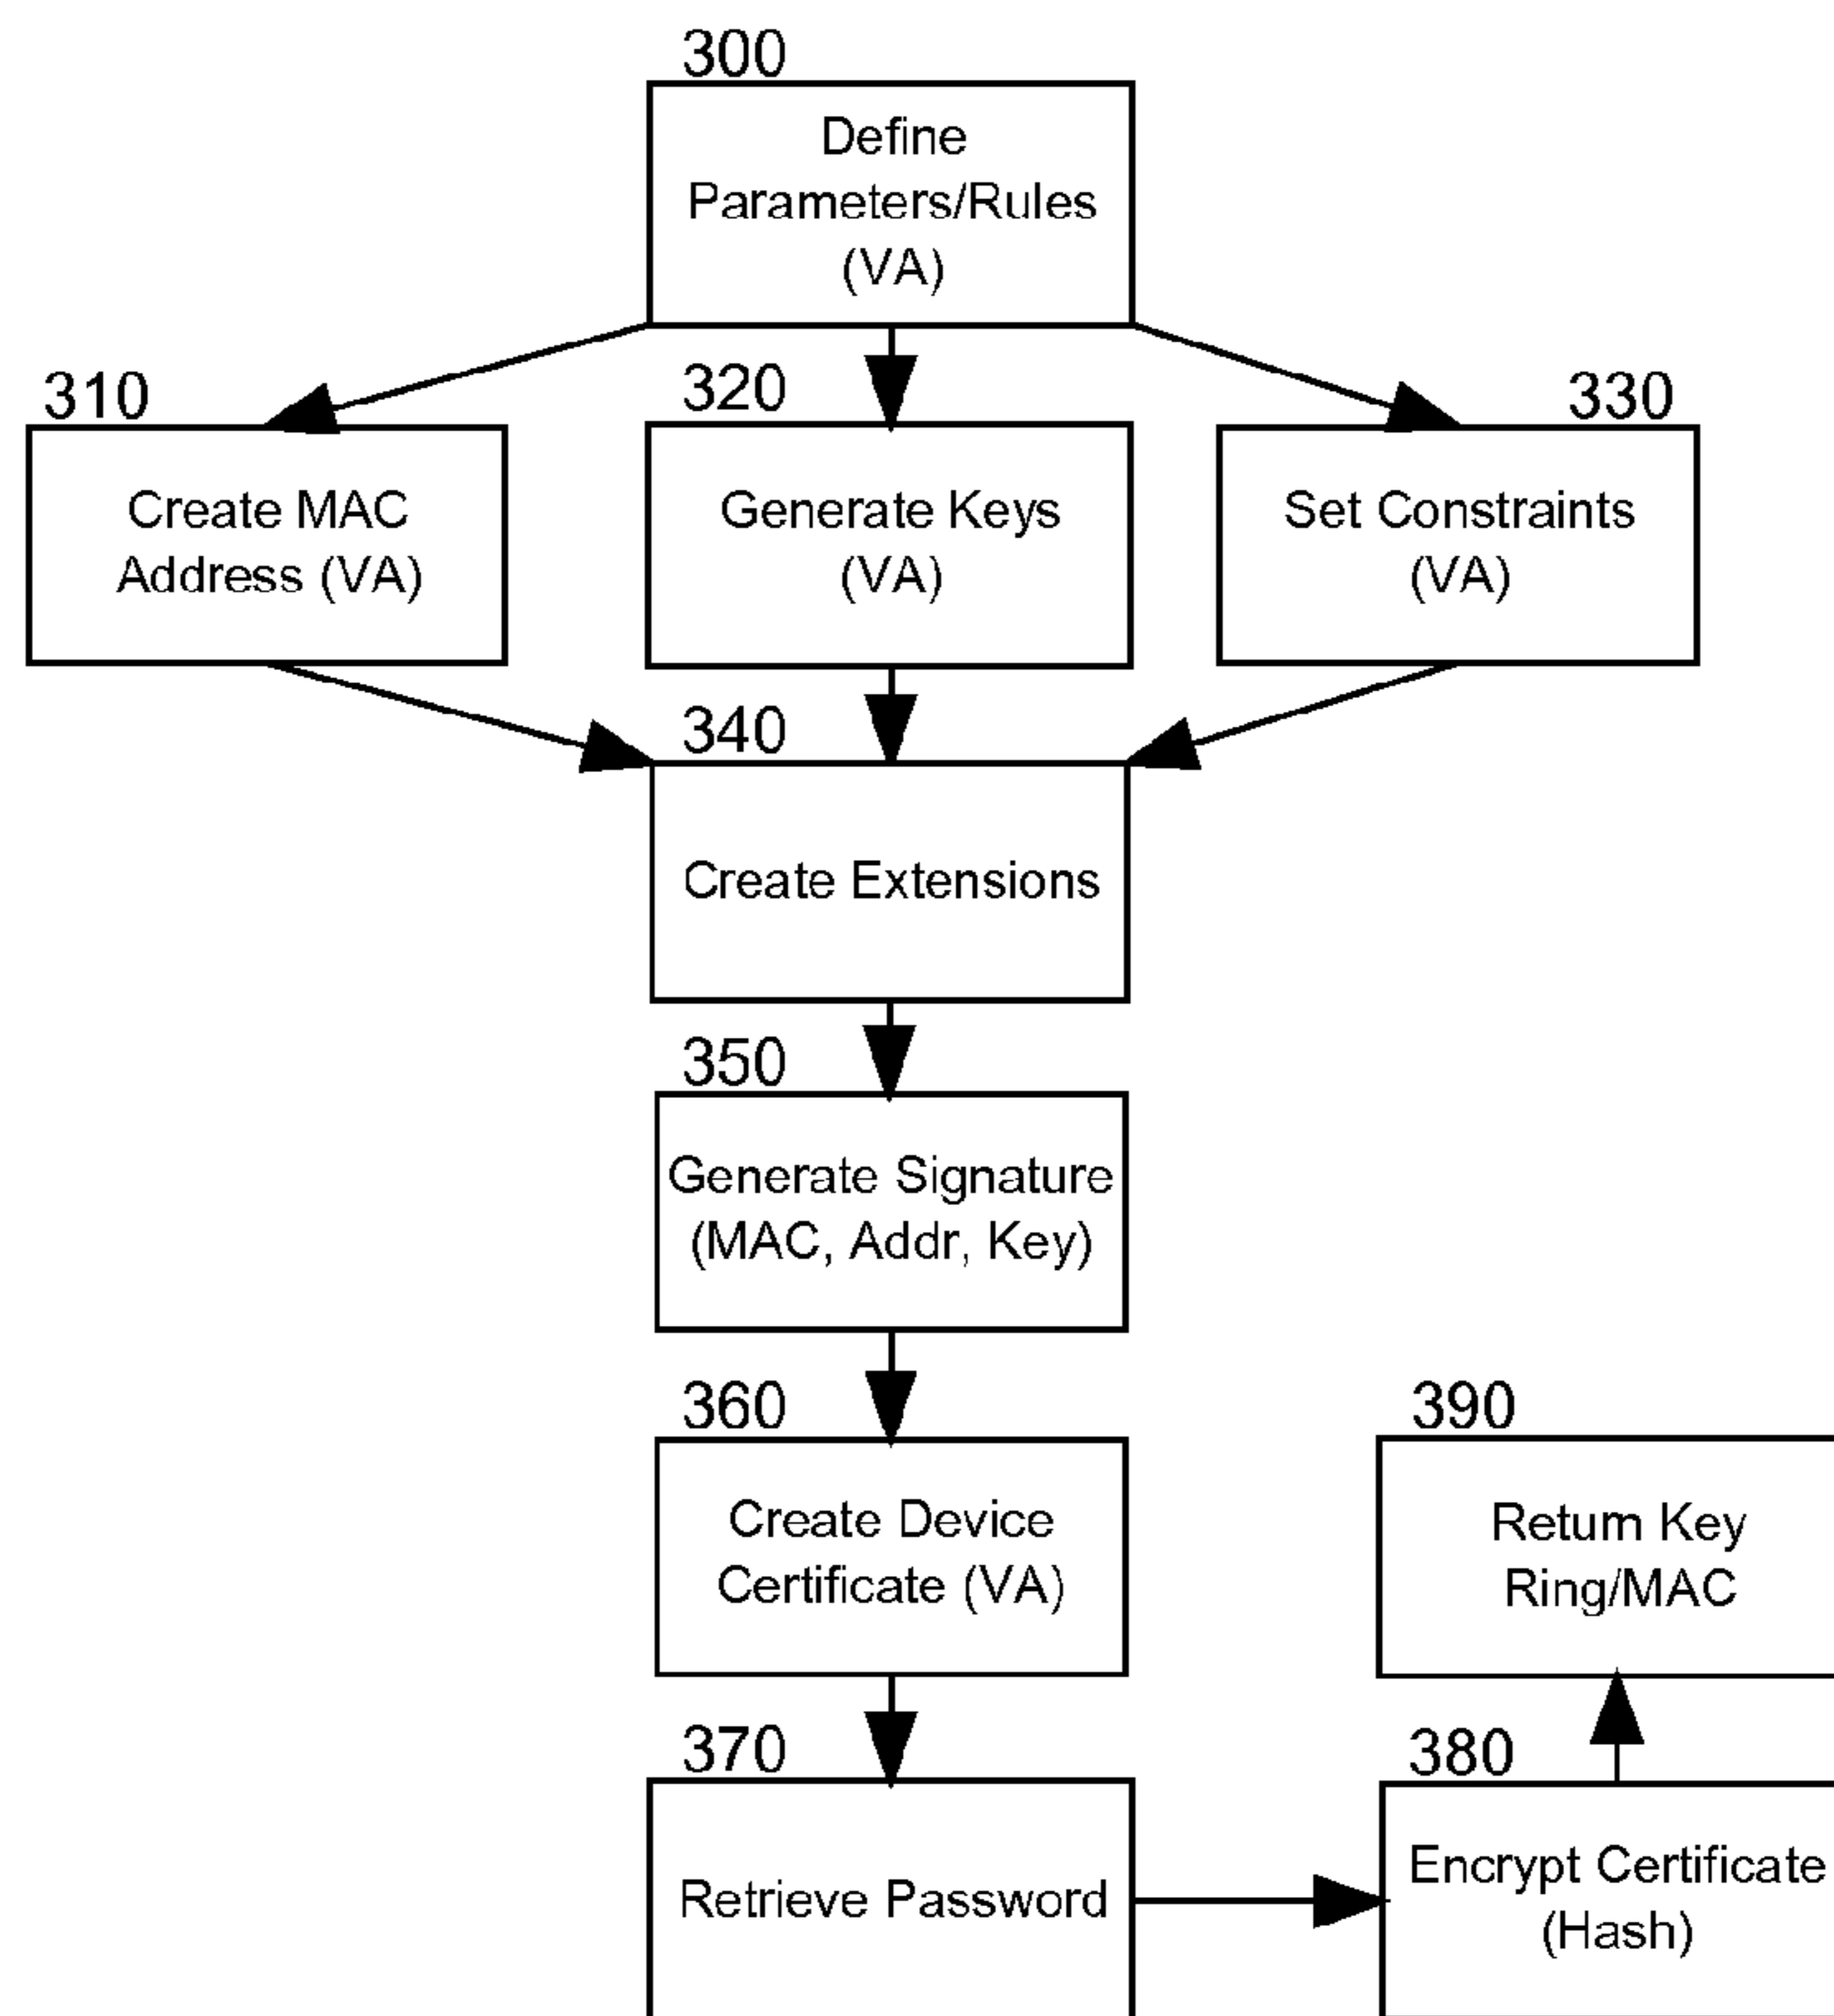 300
Define
Parameters/Rules
(VA)
310
Create MAC
Address (VA)
320
Generate Keys
(VA)
330
Set Constraints
(VA)
340
Create Extensions
350
Generate Signature
(MAC, Addr, Key)
360
Create Device
Certificate (VA)
390
Return Key
Ring/MAC
370
Retrieve Password
380
Encrypt Certificate
(Hash)